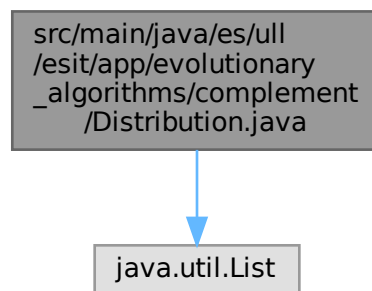 src/main/java/es/ull
/esit/app/evolutionary
_algorithms/complement
/Distribution.java
java.util.List